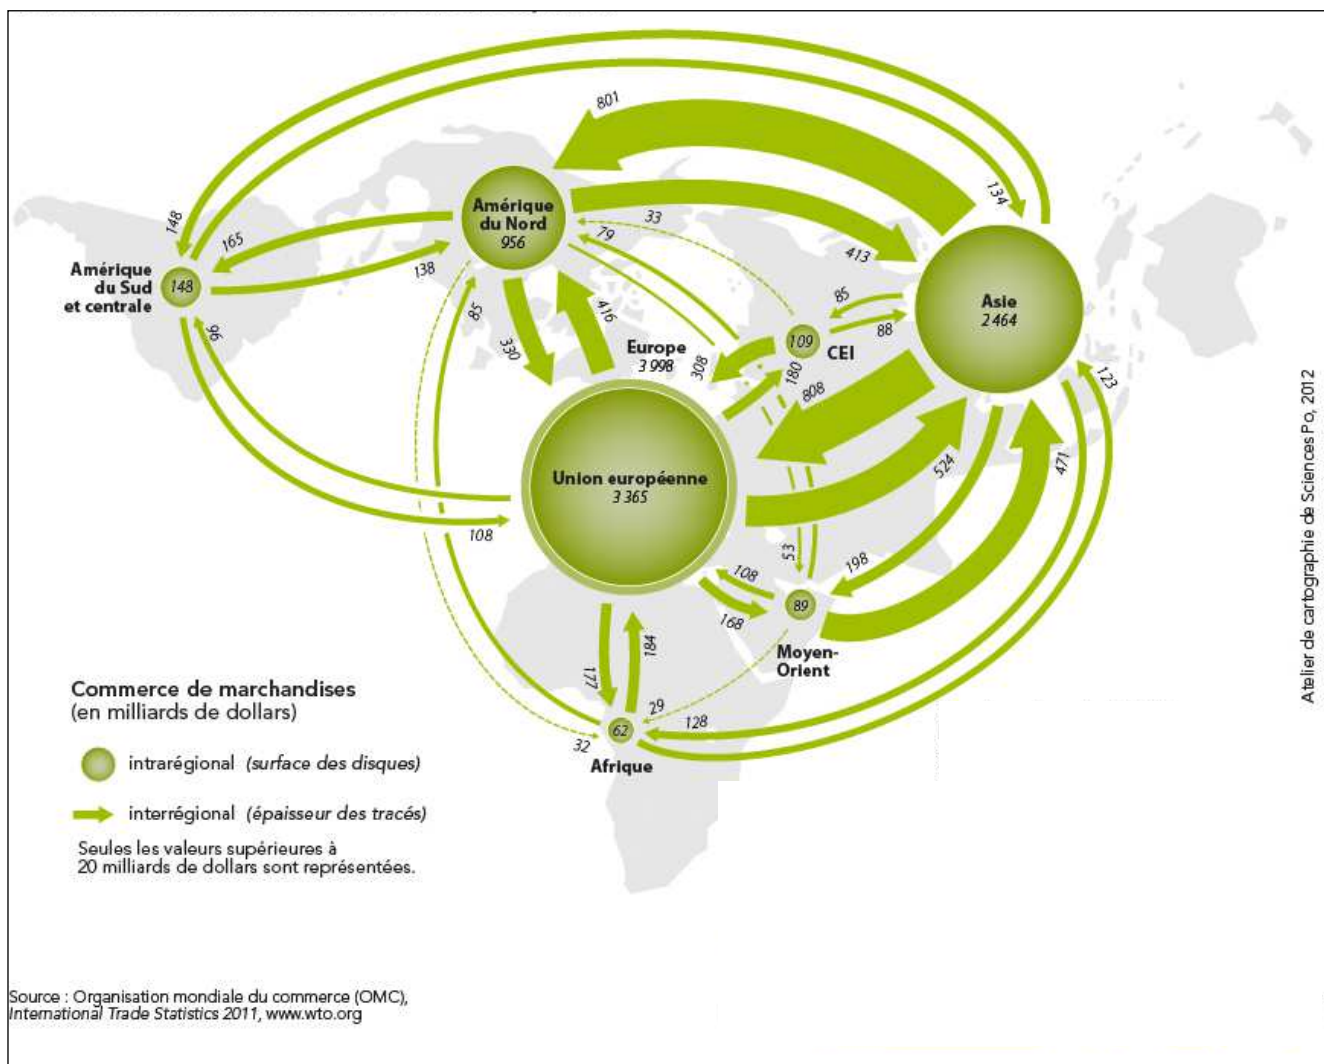 801
148
134
Amérique
du Nord
956
33
165
79
413
138
Amérique
du Sud
et centrale
148
85
85
96
416
330
Asie
2 464
88
Europe
3 998
109
CEI
308
180
808
123
Union européenne
3 365
524
471
108
53
198
108
168
89
184
177
Moyen-
Orient
29
128
62
32
Afrique
Commerce de marchandises
(en milliards de dollars)
intrarégional (surface des disques)
interrégional (épaisseur des tracés)
Seules les valeurs supérieures à
20 milliards de dollars sont représentées.
Source : Organisation mondiale du commerce (OMC),
International Trade Statistics 2011, www.wto.org
Atelier de cartographie de Sciences Po, 2012